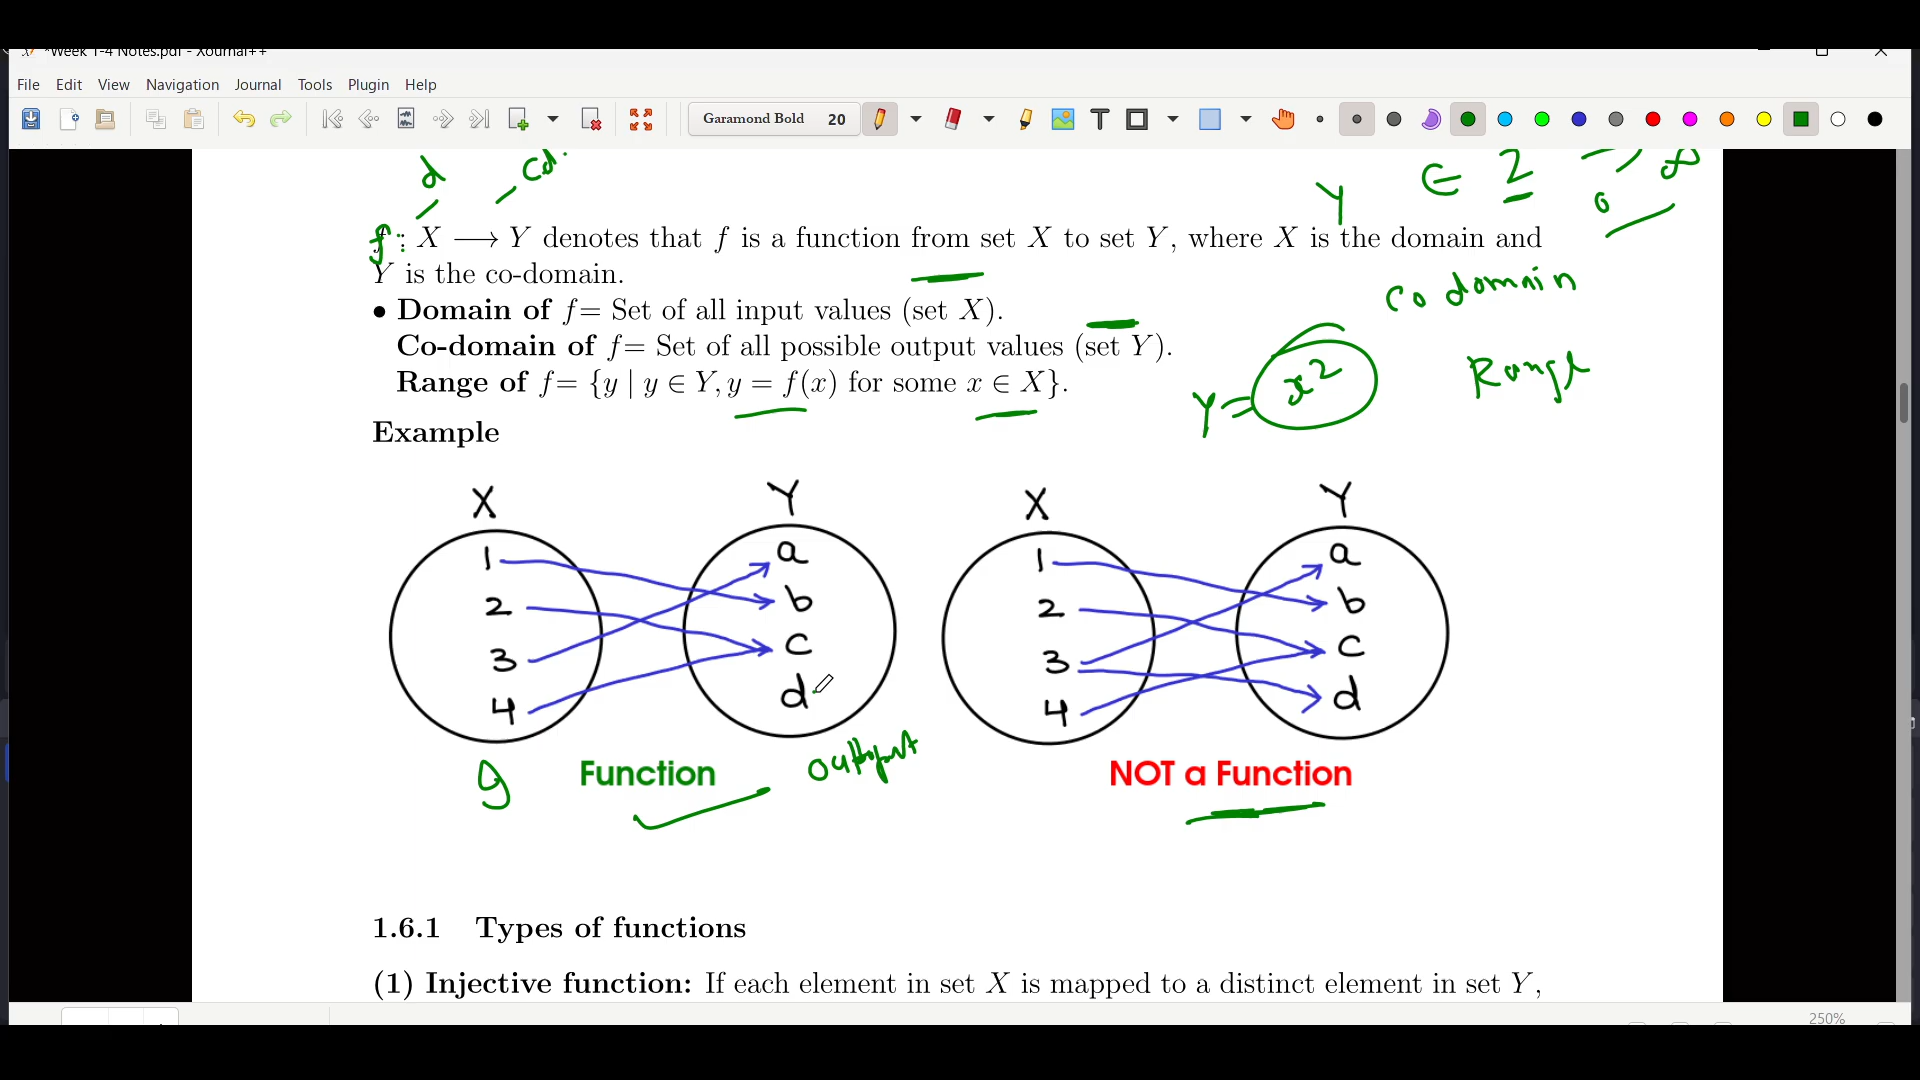 *Week 1-4 Notes.pdf - Xournal++
File Edit View Navigation Journal Tools Plugin Help
Garamond Bold 20
d cd.
Y ∈ Z
0 ∞
f : X ⟶ Y denotes that f is a function from set X to set Y, where X is the domain and
Y is the co-domain.
Co domain
• Domain of f= Set of all input values (set X).
Co-domain of f= Set of all possible output values (set Y).
Range of f= {y | y ∈ Y, y = f(x) for some x ∈ X}.
Y = x²
Range
Example
X Y X Y
1 a 1 a
2 b 2 b
3 c 3 c
4 d 4 d
g Function output NOT a Function
1.6.1 Types of functions
(1) Injective function: If each element in set X is mapped to a distinct element in set Y,
250%